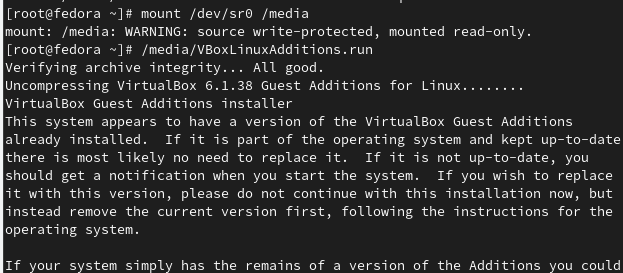 [root@fedora ~]# mount /dev/sr0 /media
mount: /media: WARNING: source write-protected, mounted read-only.
[root@fedora ~]# /media/VBoxLinuxAdditions.run
Verifying archive integrity... All good.
Uncompressing VirtualBox 6.1.38 Guest Additions for Linux........
VirtualBox Guest Additions installer
This system appears to have a version of the VirtualBox Guest Additions
already installed.  If it is part of the operating system and kept up-to-date
there is most likely no need to replace it.  If it is not up-to-date, you
should get a notification when you start the system.  If you wish to replace
it with this version, please do not continue with this installation now, but
instead remove the current version first, following the instructions for the
operating system.

If your system simply has the remains of a version of the Additions you could